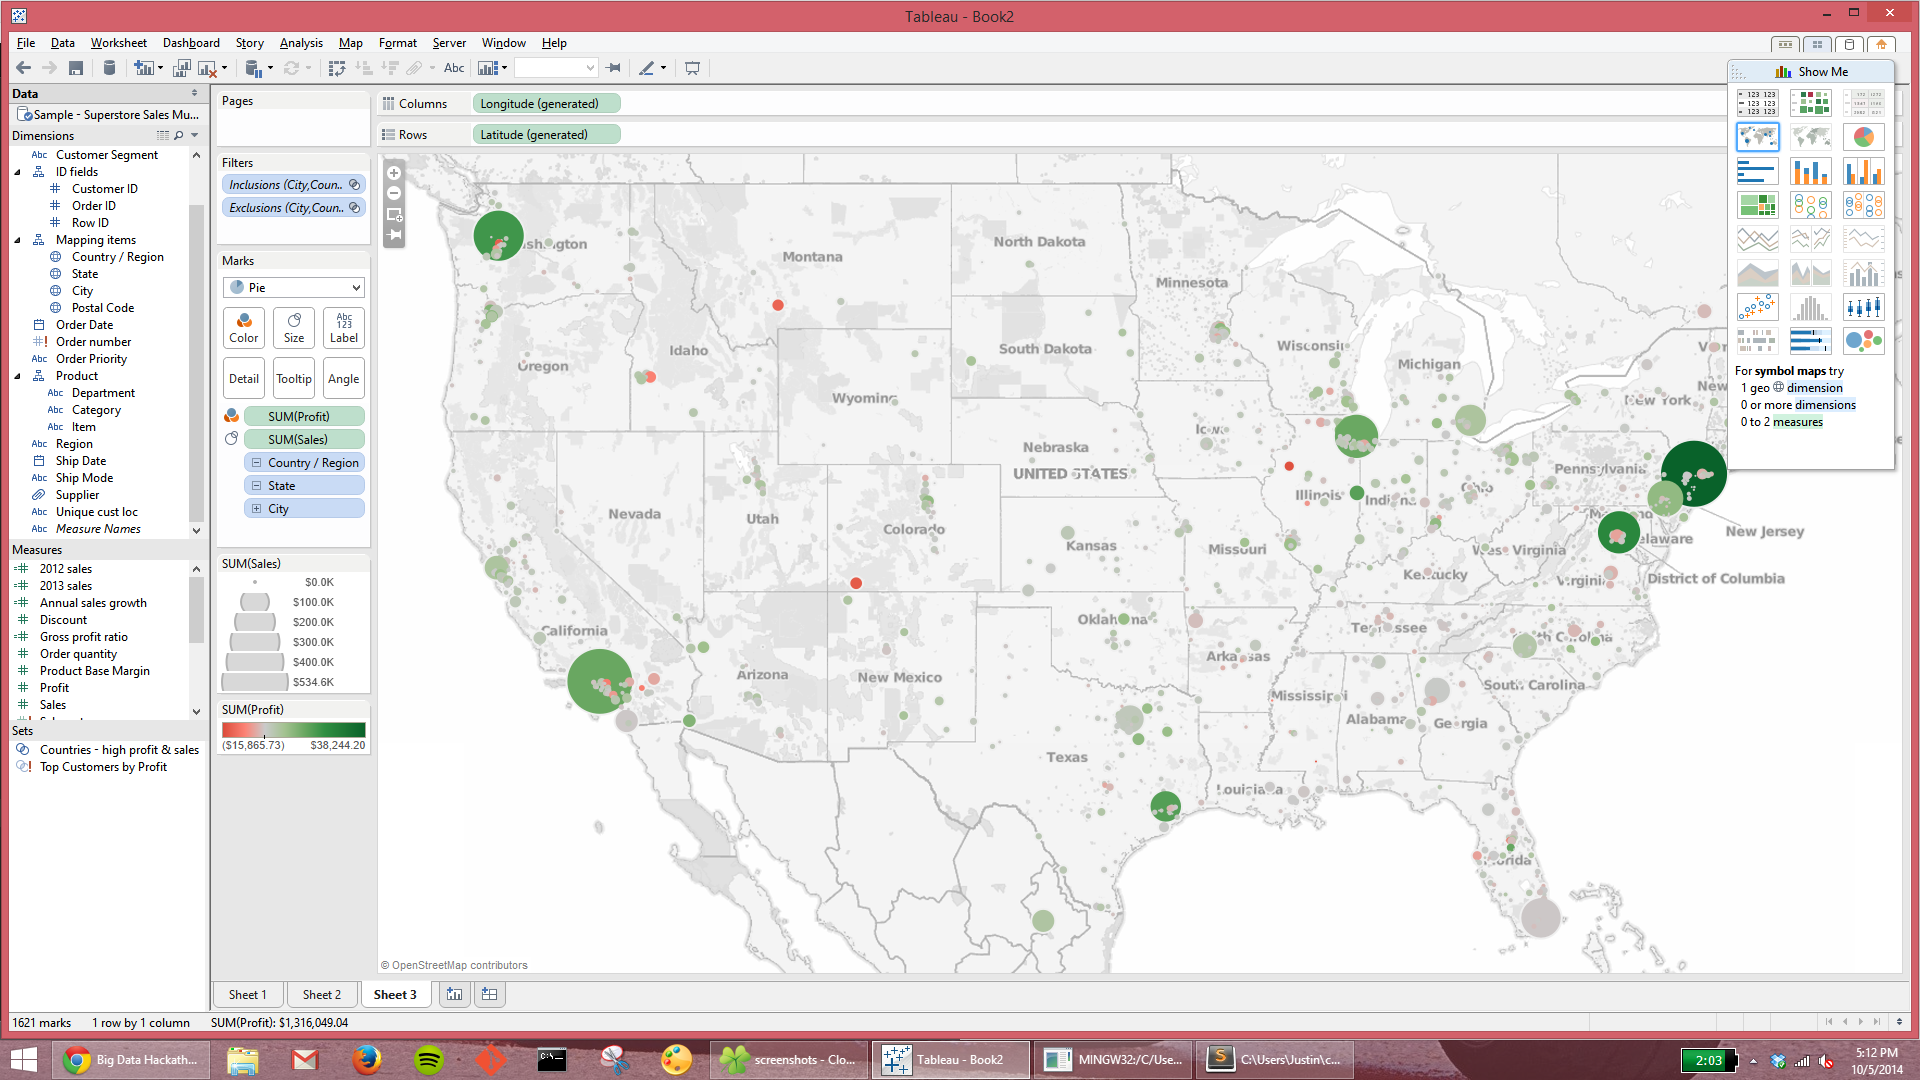 Tableau - Book2
File Data Worksheet Dashboard Story Analysis Map Format Server Window Help
Abc
Show Me
Data
Sample - Superstore Sales Mu...
Dimensions
Abc Customer Segment
ID fields
Customer ID
Order ID
Row ID
Mapping items
Country / Region
State
City
Postal Code
Order Date
Order number
Abc Order Priority
Product
Abc Department
Abc Category
Abc Item
Abc Region
Ship Date
Abc Ship Mode
Supplier
Abc Unique cust loc
Abc Measure Names
Measures
2012 sales
2013 sales
Annual sales growth
Discount
Gross profit ratio
Order quantity
Product Base Margin
Profit
Sales
Sets
Countries - high profit & sales
Top Customers by Profit
Pages
Filters
Inclusions (City,Coun..
Exclusions (City,Coun..
Marks
Pie
Color Size Label
Abc
123
Detail Tooltip Angle
SUM(Profit)
SUM(Sales)
Country / Region
State
City
SUM(Sales)
$0.0K
$100.0K
$200.0K
$300.0K
$400.0K
$534.6K
SUM(Profit)
($15,865.73) $38,244.20
Columns Longitude (generated)
Rows Latitude (generated)
Montana
North Dakota
Minnesota
Oregon
Idaho
South Dakota
Wisconsin
Michigan
Wyoming
Nebraska
Iowa
New York
UNITED STATES
Pennsylvania
Illinois
Indiana
Ohio
Nevada
Utah
Colorado
Kansas
Missouri
West Virginia
New Jersey
Delaware
District of Columbia
Kentucky
Virginia
California
Oklahoma
Tennessee
North Carolina
Arizona
New Mexico
Arkansas
South Carolina
Mississippi
Alabama
Georgia
Texas
Louisiana
Florida
© OpenStreetMap contributors
For symbol maps try
1 geo dimension
0 or more dimensions
0 to 2 measures
Sheet 1 Sheet 2 Sheet 3
1621 marks 1 row by 1 column SUM(Profit): $1,316,049.04
Big Data Hackath...
screenshots - Clo...
Tableau - Book2
MINGW32:/C/Use...
C:\Users\Justin\c...
2:03
5:12 PM
10/5/2014